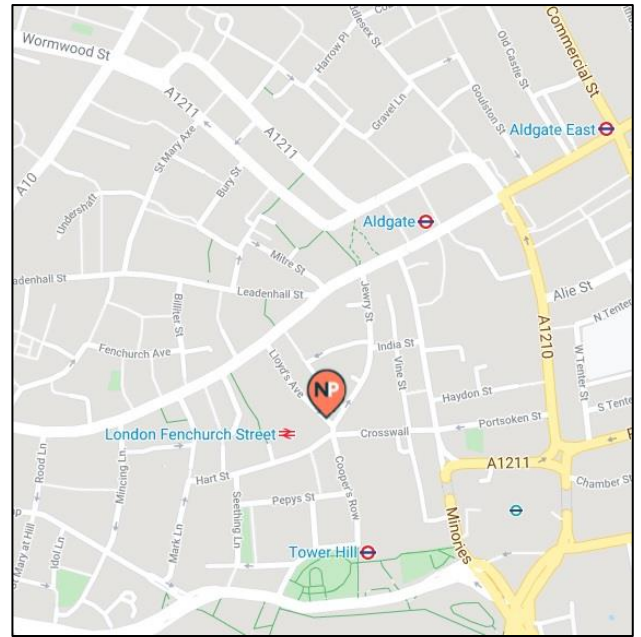 Wormwood St
Middlesex St
Harrow Pl
Old Castle St
Commercial St
A1211
A1211
Gravel Ln
Goulston St
Aldgate East
St Mary Axe
A10
Bury St
Undershaft
Aldgate
Mitre St
Leadenhall St
Jewry St
Alie St
N Tenter
Billiter St
Fenchurch Ave
Lloyd's Ave
India St
Vine St
A1210
W Tenter St
NP
Haydon St
S Tenter
Portsoken St
London Fenchurch Street
Crosswall
A1211
Rood Ln
Mincing Ln
Hart St
Cooper's Row
Chamber St
Seething Ln
Pepys St
Minories
St Mary at Hill
Idol Ln
Mark Ln
Tower Hill